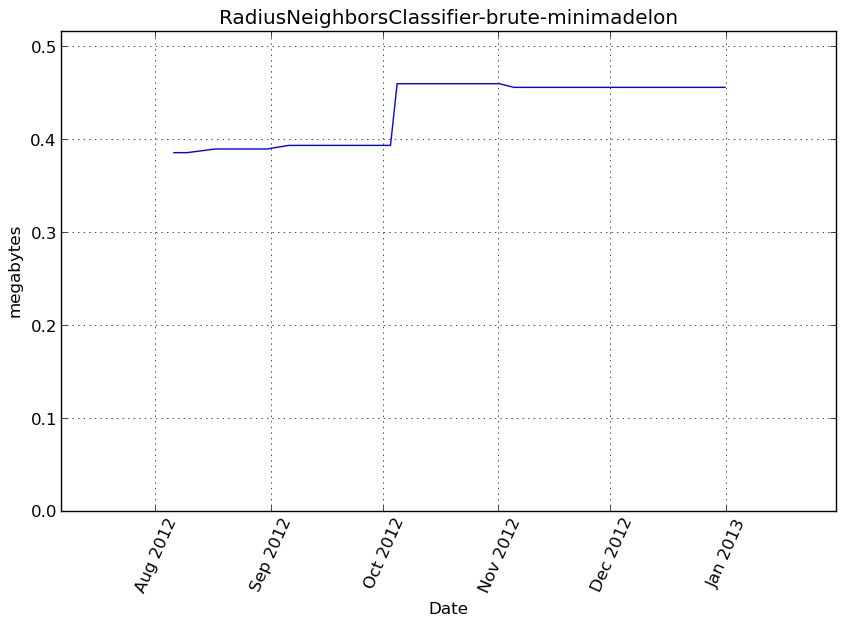 RadiusNeighborsClassifier-brute-minimadelon
0.5
0.4
0.3
0.2
0.1
0.0
megabytes
Aug 2012
Sep 2012
Oct 2012
Nov 2012
Dec 2012
Jan 2013
Date